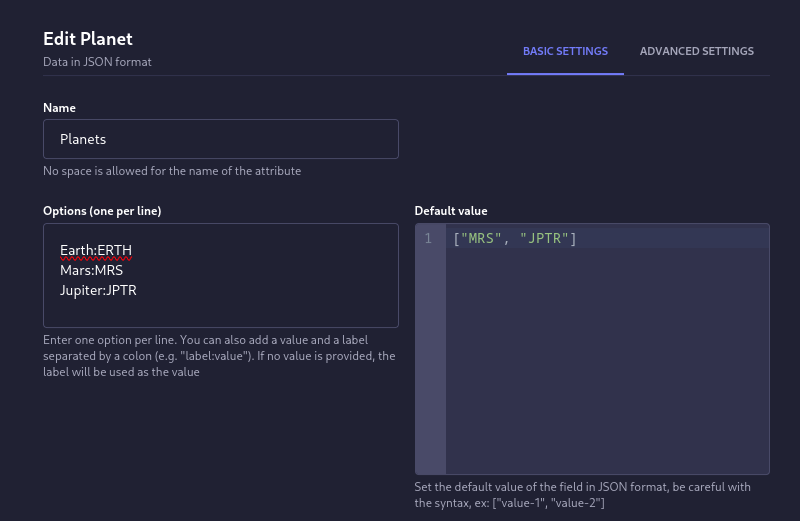 Edit Planet
Data in JSON format
BASIC SETTINGS
ADVANCED SETTINGS
Name
Planets
No space is allowed for the name of the attribute
Options (one per line)
Earth:ERTH
Mars:MRS
Jupiter:JPTR
Enter one option per line. You can also add a value and a label
separated by a colon (e.g. "label:value"). If no value is provided, the
label will be used as the value
Default value
1 ["MRS", "JPTR"]
Set the default value of the field in JSON format, be careful with
the syntax, ex: ["value-1", "value-2"]